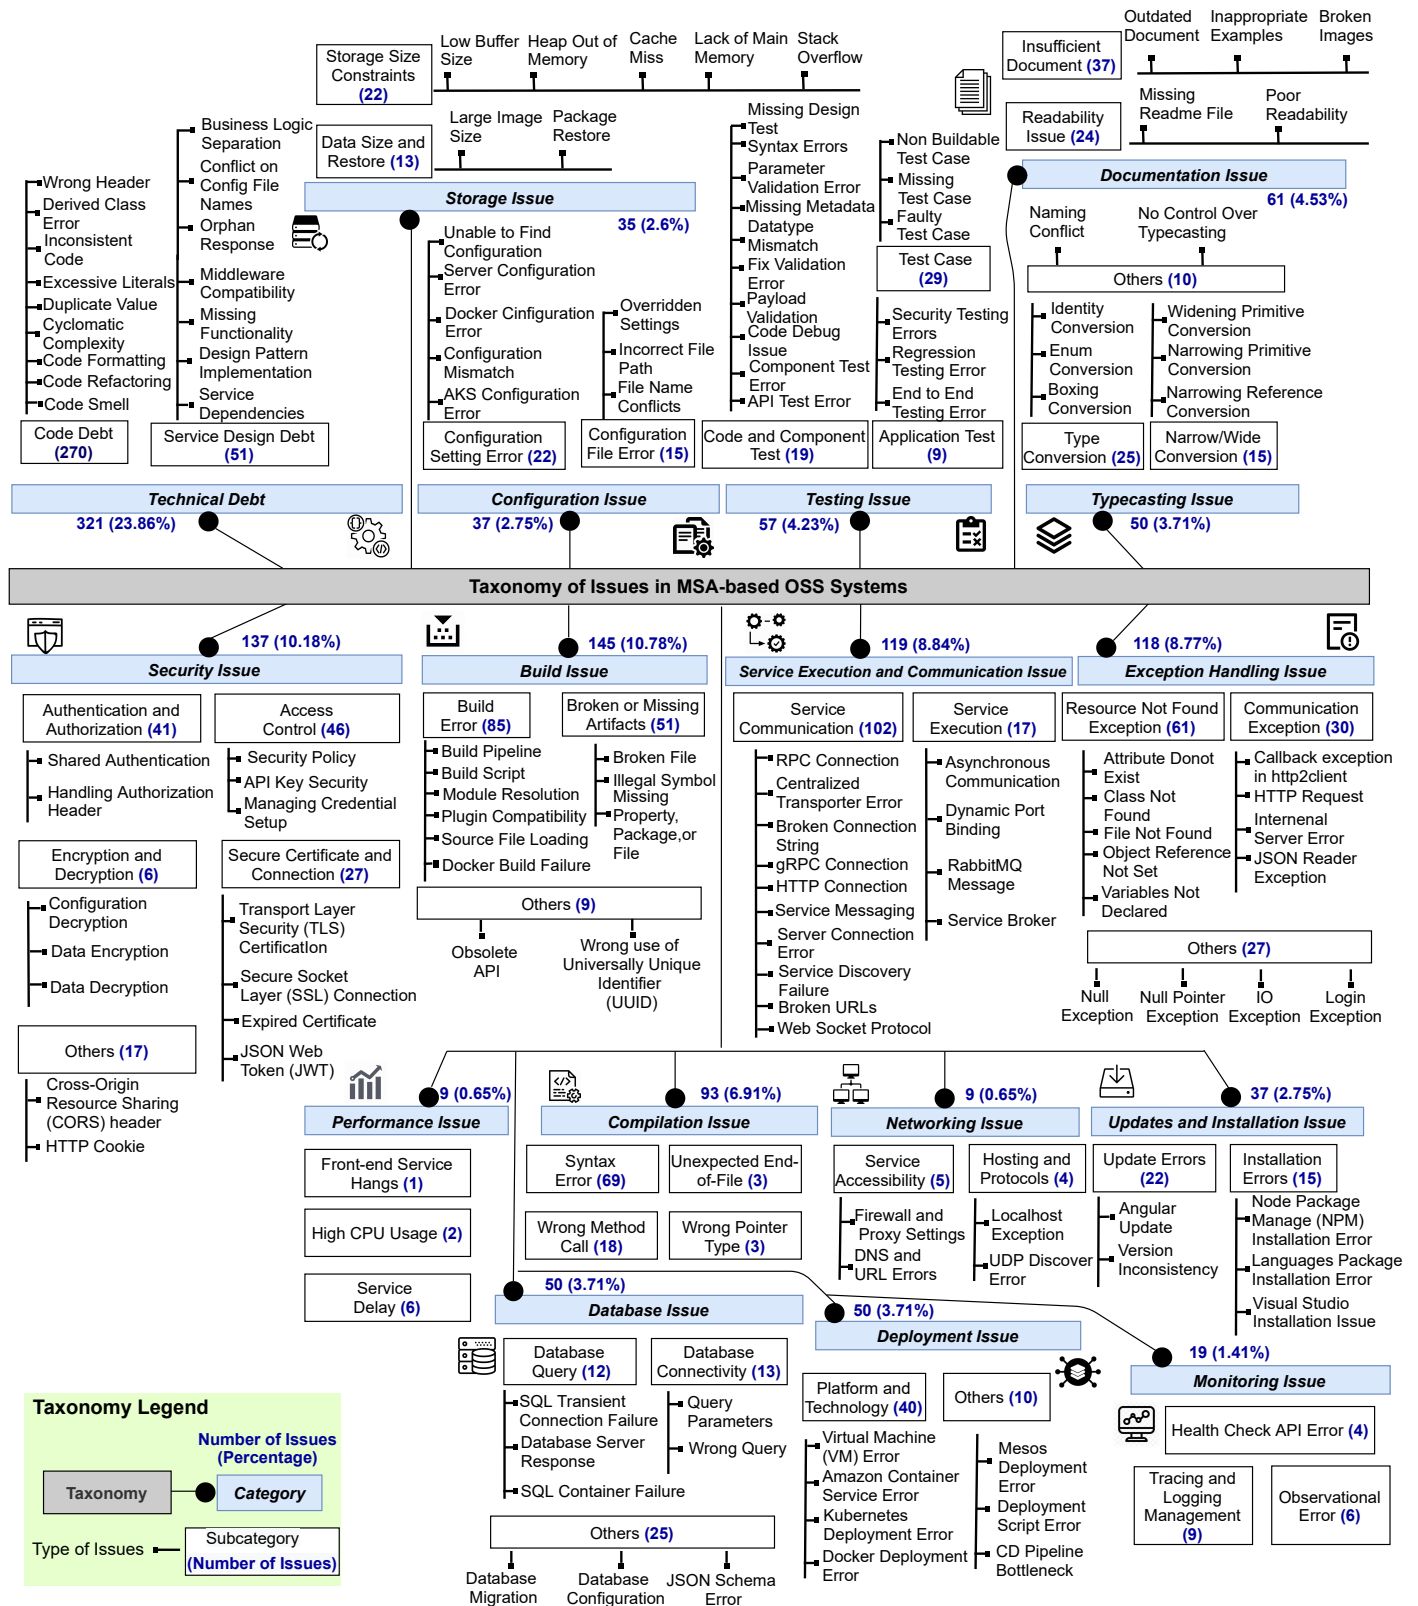 Storage Size
Constraints
(22)
Low Buffer
Size
Heap Out of
Memory
Cache
Miss
Lack of Main
Memory
Stack
Overflow
Data Size and
Restore (13)
Large Image
Size
Package
Restore
Storage Issue
35 (2.6%)
Insufficient
Document (37)
Outdated
Document
Inappropriate
Examples
Broken
Images
Readability
Issue (24)
Missing
Readme File
Poor
Readability
Documentation Issue
61 (4.53%)
Wrong Header
Derived Class
Error
Inconsistent
Code
Excessive Literals
Duplicate Value
Cyclomatic
Complexity
Code Formatting
Code Refactoring
Code Smell
Code Debt
(270)
Business Logic
Separation
Conflict on
Config File
Names
Orphan
Response
Middleware
Compatibility
Missing
Functionality
Design Pattern
Implementation
Service
Dependencies
Service Design Debt
(51)
Technical Debt
321 (23.86%)
Unable to Find
Configuration
Server Configuration
Error
Docker Cinfiguration
Error
Configuration
Mismatch
AKS Configuration
Error
Configuration
Setting Error (22)
Overridden
Settings
Incorrect File
Path
File Name
Conflicts
Configuration
File Error (15)
Configuration Issue
37 (2.75%)
Missing Design
Test
Syntax Errors
Parameter
Validation Error
Missing Metadata
Datatype
Mismatch
Fix Validation
Error
Payload
Validation
Code Debug
Issue
Component Test
Error
API Test Error
Code and Component
Test (19)
Non Buildable
Test Case
Missing
Test Case
Faulty
Test Case
Test Case
(29)
Security Testing
Errors
Regression
Testing Error
End to End
Testing Error
Application Test
(9)
Testing Issue
57 (4.23%)
Naming
Conflict
No Control Over
Typecasting
Others (10)
Identity
Conversion
Enum
Conversion
Boxing
Conversion
Type
Conversion (25)
Widening Primitive
Conversion
Narrowing Primitive
Conversion
Narrowing Reference
Conversion
Narrow/Wide
Conversion (15)
Typecasting Issue
50 (3.71%)
Taxonomy of Issues in MSA-based OSS Systems
137 (10.18%)
Security Issue
Authentication and
Authorization (41)
Shared Authentication
Handling Authorization
Header
Access
Control (46)
Security Policy
API Key Security
Managing Credential
Setup
Encryption and
Decryption (6)
Configuration
Decryption
Data Encryption
Data Decryption
Secure Certificate and
Connection (27)
Transport Layer
Security (TLS)
CertificatIon
Secure Socket
Layer (SSL) Connection
Expired Certificate
JSON Web
Token (JWT)
Others (17)
Cross-Origin
Resource Sharing
(CORS) header
HTTP Cookie
145 (10.78%)
Build Issue
Build
Error (85)
Build Pipeline
Build Script
Module Resolution
Plugin Compatibility
Source File Loading
Docker Build Failure
Broken or Missing
Artifacts (51)
Broken File
Illegal Symbol
Missing
Property,
Package,or
File
Others (9)
Obsolete
API
Wrong use of
Universally Unique
Identifier
(UUID)
119 (8.84%)
Service Execution and Communication Issue
Service
Communication (102)
RPC Connection
Centralized
Transporter Error
Broken Connection
String
gRPC Connection
HTTP Connection
Service Messaging
Server Connection
Error
Service Discovery
Failure
Broken URLs
Web Socket Protocol
Service
Execution (17)
Asynchronous
Communication
Dynamic Port
Binding
RabbitMQ
Message
Service Broker
118 (8.77%)
Exception Handling Issue
Resource Not Found
Exception (61)
Attribute Donot
Exist
Class Not
Found
File Not Found
Object Reference
Not Set
Variables Not
Declared
Communication
Exception (30)
Callback exception
in http2client
HTTP Request
Internenal
Server Error
JSON Reader
Exception
Others (27)
Null
Exception
Null Pointer
Exception
IO
Exception
Login
Exception
9 (0.65%)
Performance Issue
Front-end Service
Hangs (1)
High CPU Usage (2)
Service
Delay (6)
93 (6.91%)
Compilation Issue
Syntax
Error (69)
Unexpected End-
of-File (3)
Wrong Method
Call (18)
Wrong Pointer
Type (3)
9 (0.65%)
Networking Issue
Service
Accessibility (5)
Firewall and
Proxy Settings
DNS and
URL Errors
Hosting and
Protocols (4)
Localhost
Exception
UDP Discover
Error
37 (2.75%)
Updates and Installation Issue
Update Errors
(22)
Angular
Update
Version
Inconsistency
Installation
Errors (15)
Node Package
Manage (NPM)
Installation Error
Languages Package
Installation Error
Visual Studio
Installation Issue
50 (3.71%)
Database Issue
Database
Query (12)
SQL Transient
Connection Failure
Database Server
Response
SQL Container Failure
Database
Connectivity (13)
Query
Parameters
Wrong Query
Others (25)
Database
Migration
Database
Configuration
JSON Schema
Error
50 (3.71%)
Deployment Issue
Platform and
Technology (40)
Virtual Machine
(VM) Error
Amazon Container
Service Error
Kubernetes
Deployment Error
Docker Deployment
Error
Others (10)
Mesos
Deployment
Error
Deployment
Script Error
CD Pipeline
Bottleneck
19 (1.41%)
Monitoring Issue
Health Check API Error (4)
Tracing and
Logging
Management
(9)
Observational
Error (6)
Taxonomy Legend
Number of Issues
(Percentage)
Taxonomy
Category
Type of Issues
Subcategory
(Number of Issues)